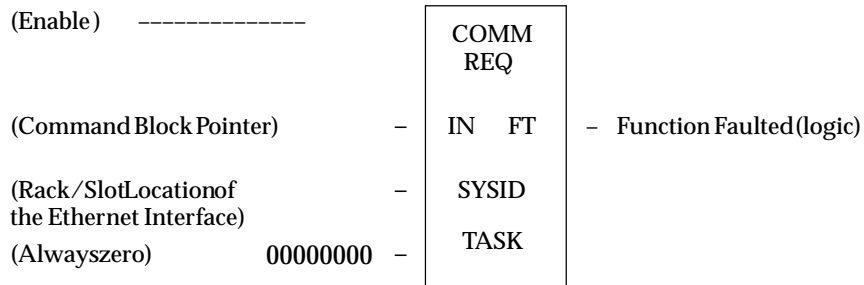 (Enable) ––––––––––––––
COMM
REQ
(Command Block Pointer) – IN FT – Function Faulted (logic)
(Rack/Slot Location of – SYSID
the Ethernet Interface)
(Always zero) 00000000 – TASK